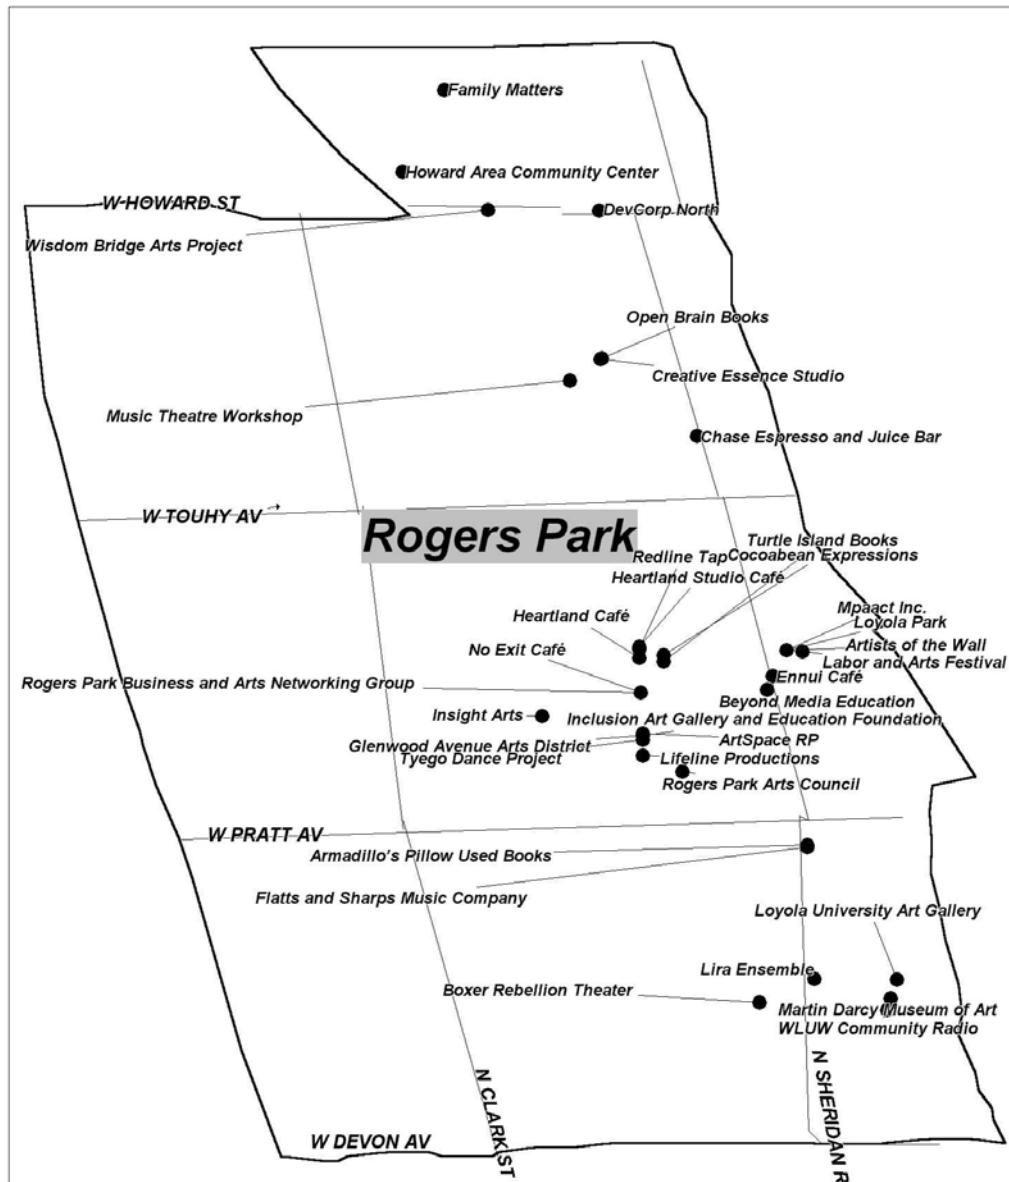 Family Matters
Howard Area Community Center
W HOWARD ST
DevCorp North
Wisdom Bridge Arts Project
Open Brain Books
Creative Essence Studio
Music Theatre Workshop
Chase Espresso and Juice Bar
W TOUHY AV
Rogers Park
Turtle Island Books
Redline Tap
Cocoabean Expressions
Heartland Studio Café
Heartland Café
Mpaact Inc.
Loyola Park
No Exit Café
Artists of the Wall
Labor and Arts Festival
Ennui Café
Rogers Park Business and Arts Networking Group
Beyond Media Education
Insight Arts
Inclusion Art Gallery and Education Foundation
Glenwood Avenue Arts District
ArtSpace RP
Tyego Dance Project
Lifeline Productions
Rogers Park Arts Council
W PRATT AV
Armadillo's Pillow Used Books
Flatts and Sharps Music Company
Loyola University Art Gallery
Lira Ensemble
Boxer Rebellion Theater
Martin Darcy Museum of Art
WLUW Community Radio
N CLARK ST
N SHERIDAN R
W DEVON AV